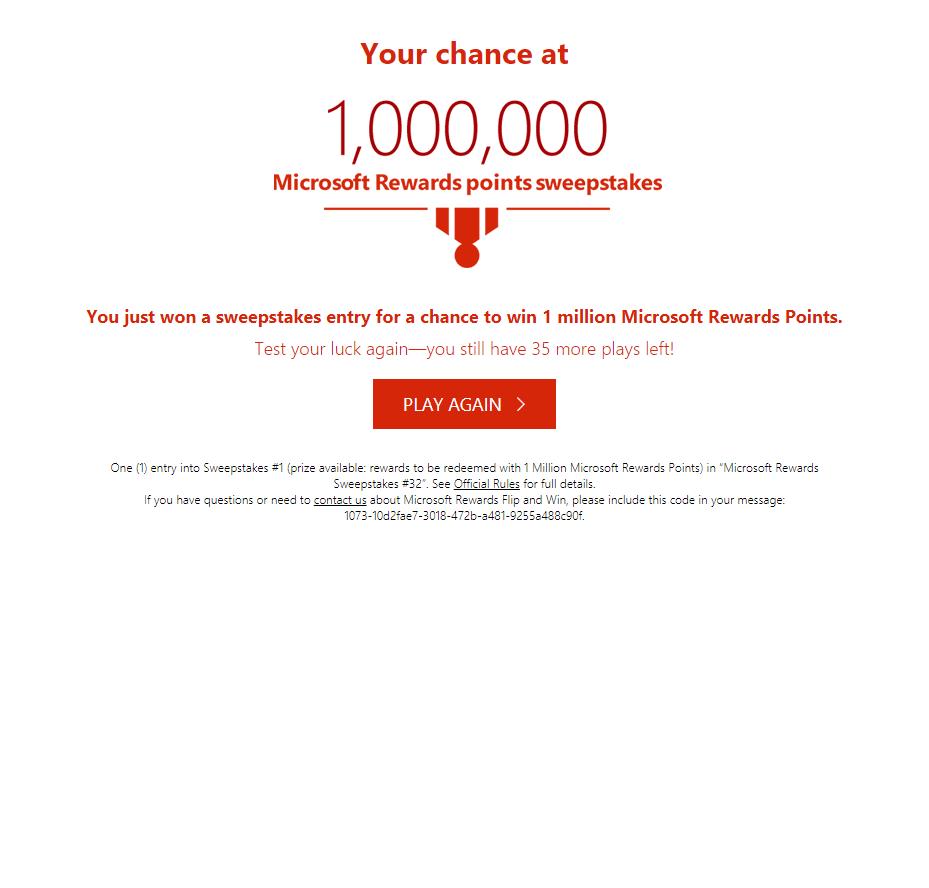 Your chance at
1,000,000
Microsoft Rewards points sweepstakes
You just won a sweepstakes entry for a chance to win 1 million Microsoft Rewards Points.
Test your luck again—you still have 35 more plays left!
PLAY AGAIN
One (1) entry into Sweepstakes #1 (prize available: rewards to be redeemed with 1 Million Microsoft Rewards Points) in "Microsoft Rewards
Sweepstakes #32". See Official Rules for full details.
If you have questions or need to contact us about Microsoft Rewards Flip and Win, please include this code in your message:
1073-10d2fae7-3018-472b-a481-9255a488c90f.